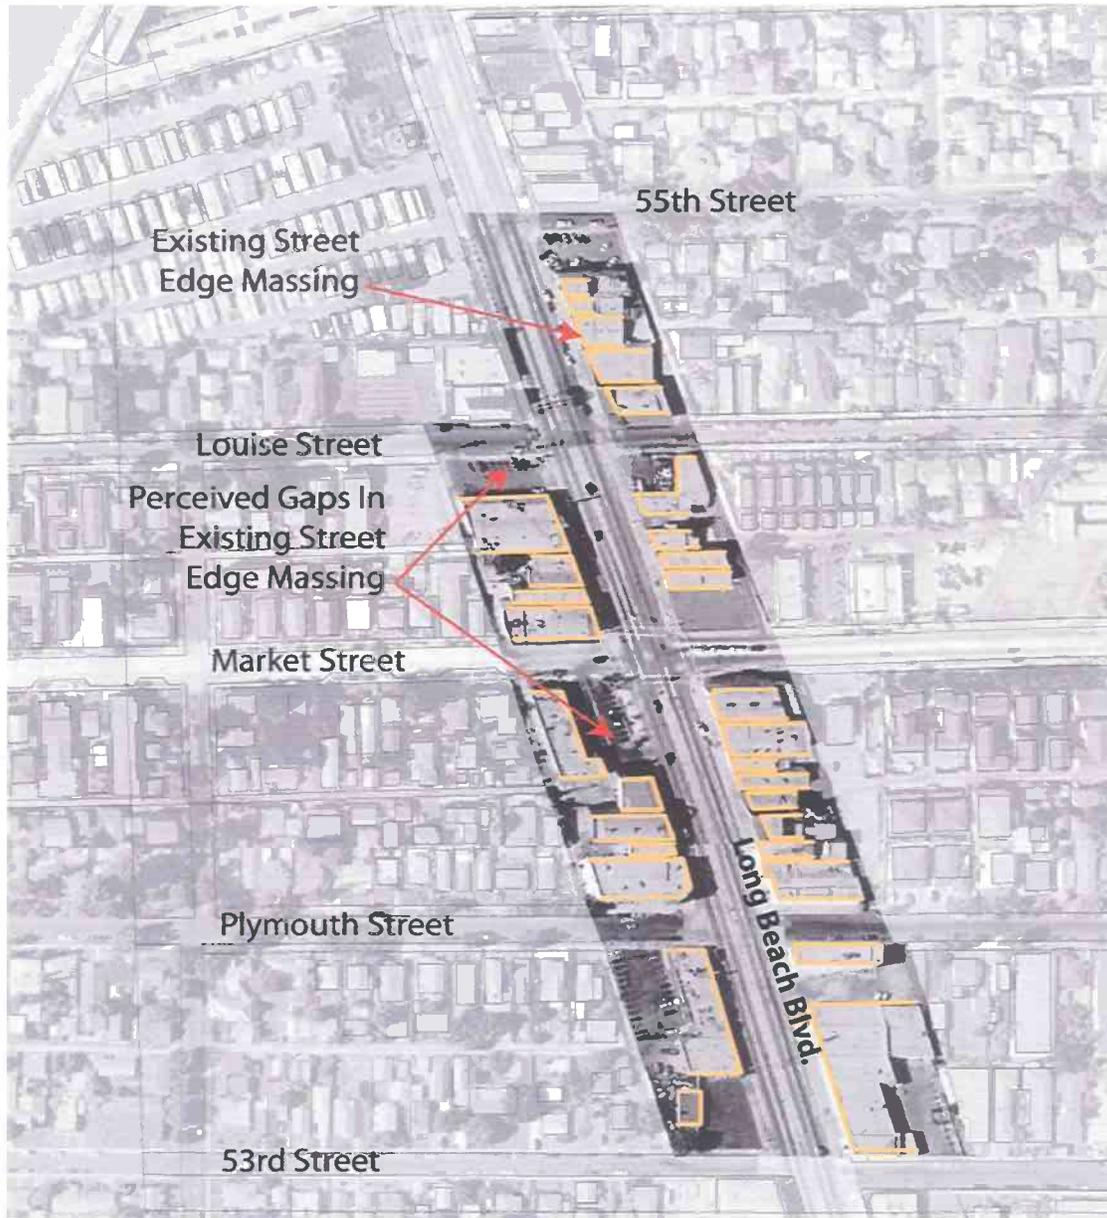 55th Street
Existing Street
Edge Massing
Louise Street
Perceived Gaps In
Existing Street
Edge Massing
Market Street
Long Beach Blvd.
Plymouth Street
53rd Street